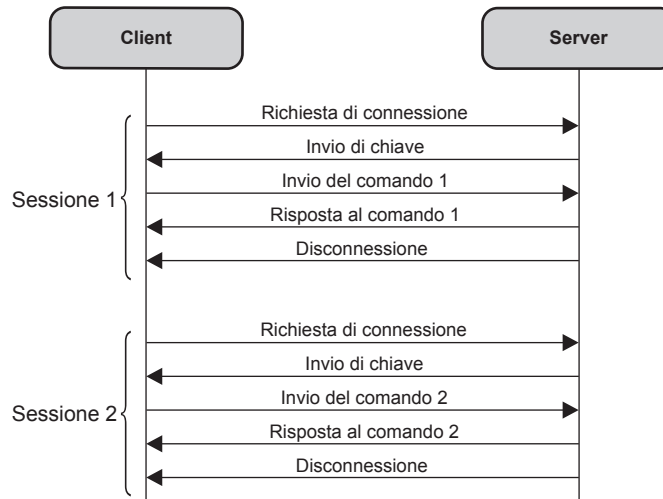 Client
Server
Richiesta di connessione
Invio di chiave
Invio del comando 1
Sessione 1
Risposta al comando 1
Disconnessione
Richiesta di connessione
Invio di chiave
Invio del comando 2
Sessione 2
Risposta al comando 2
Disconnessione